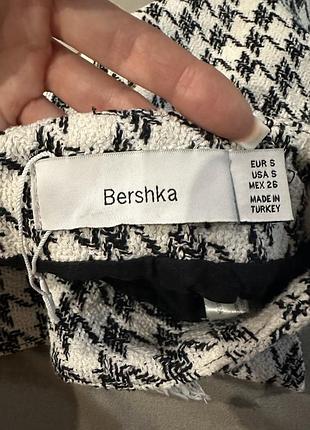 Bershka
EUR S
USA S
MEX 26
MADE IN
TURKEY